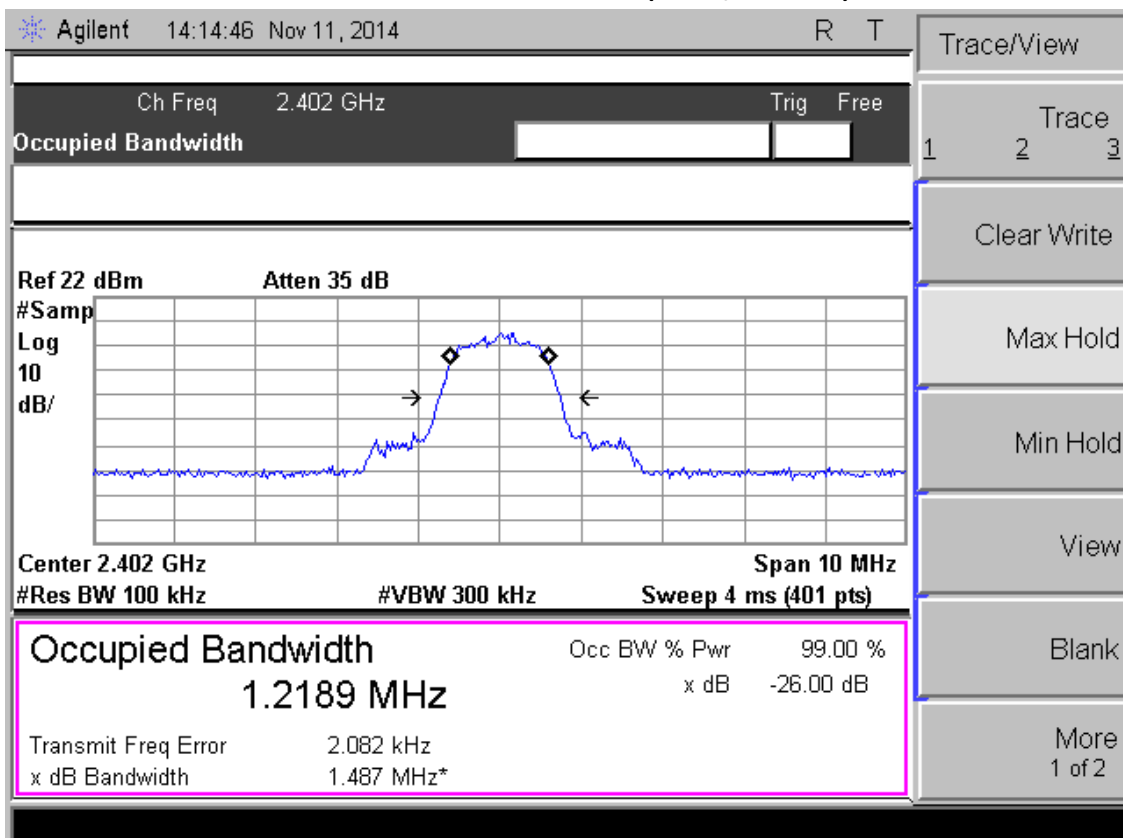 Agilent 14:14:46 Nov 11, 2014 R T
Trace/View
Ch Freq 2.402 GHz Trig Free
Occupied Bandwidth
Trace
1 2 3
Clear Write
Max Hold
Min Hold
View
Blank
More
1 of 2
Ref 22 dBm Atten 35 dB
#Samp
Log
10
dB/
Center 2.402 GHz Span 10 MHz
#Res BW 100 kHz #VBW 300 kHz Sweep 4 ms (401 pts)
Occupied Bandwidth Occ BW % Pwr 99.00 %
1.2189 MHz x dB -26.00 dB
Transmit Freq Error 2.082 kHz
x dB Bandwidth 1.487 MHz*